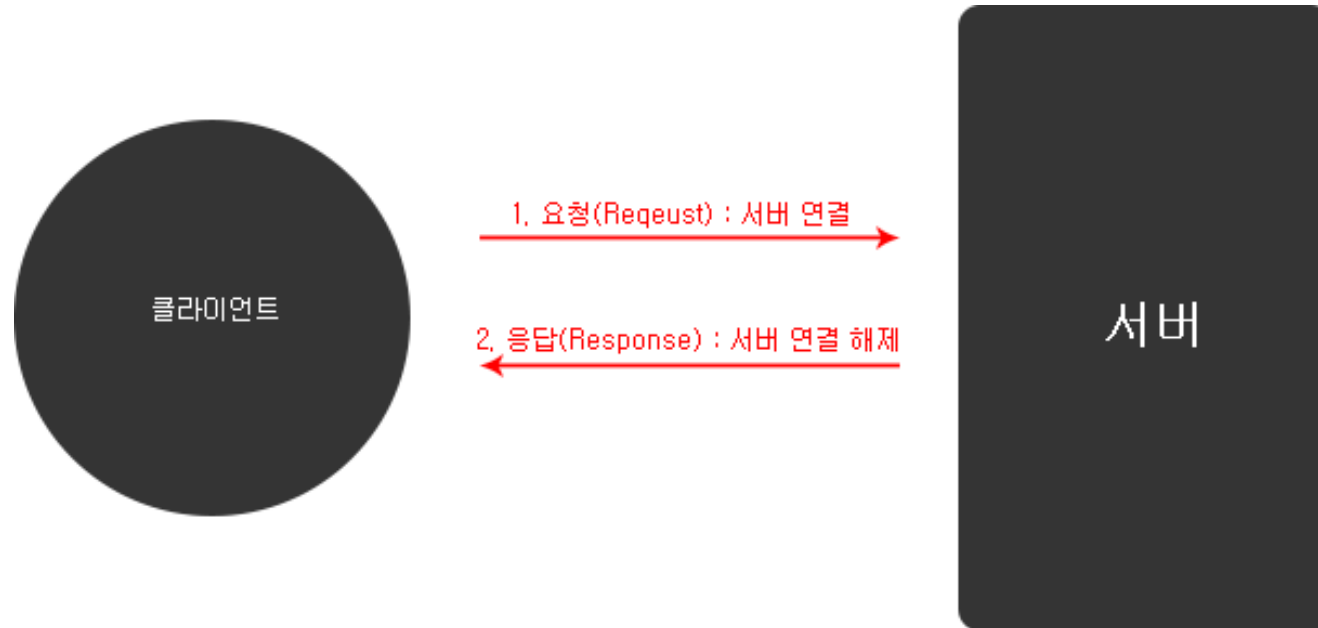 1. 요청(Reqeust) : 서버 연결
클라이언트
2. 응답(Response) : 서버 연결 해제
서버